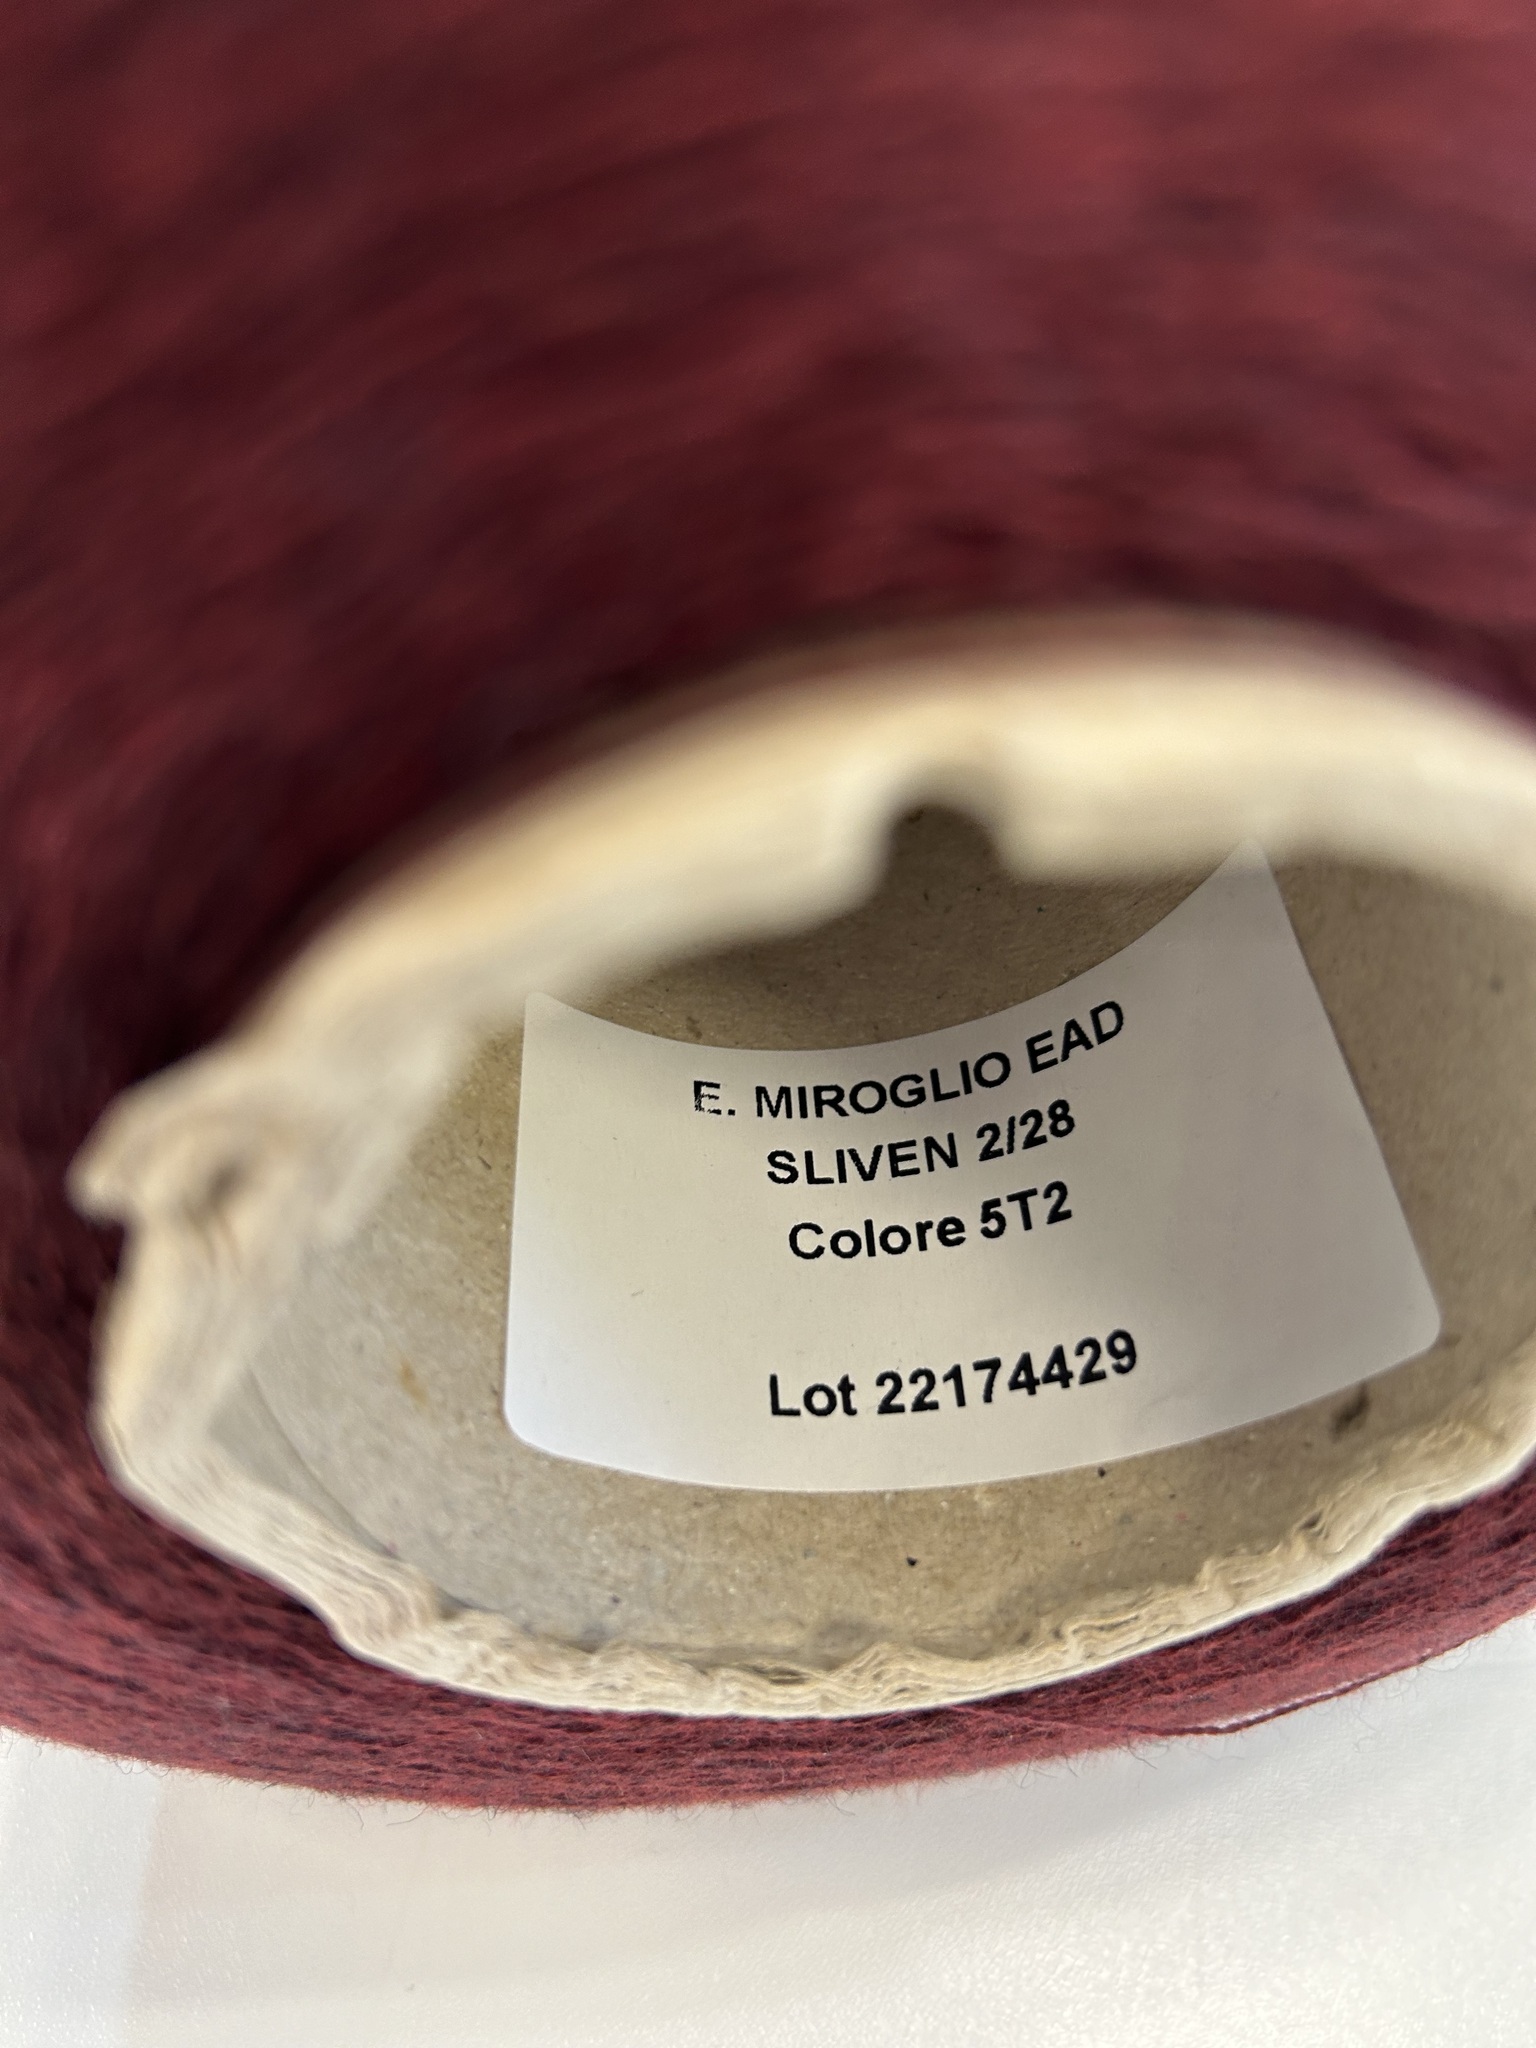 E. MIROGLIO EAD
SLIVEN 2/28
Colore 5T2
Lot 22174429